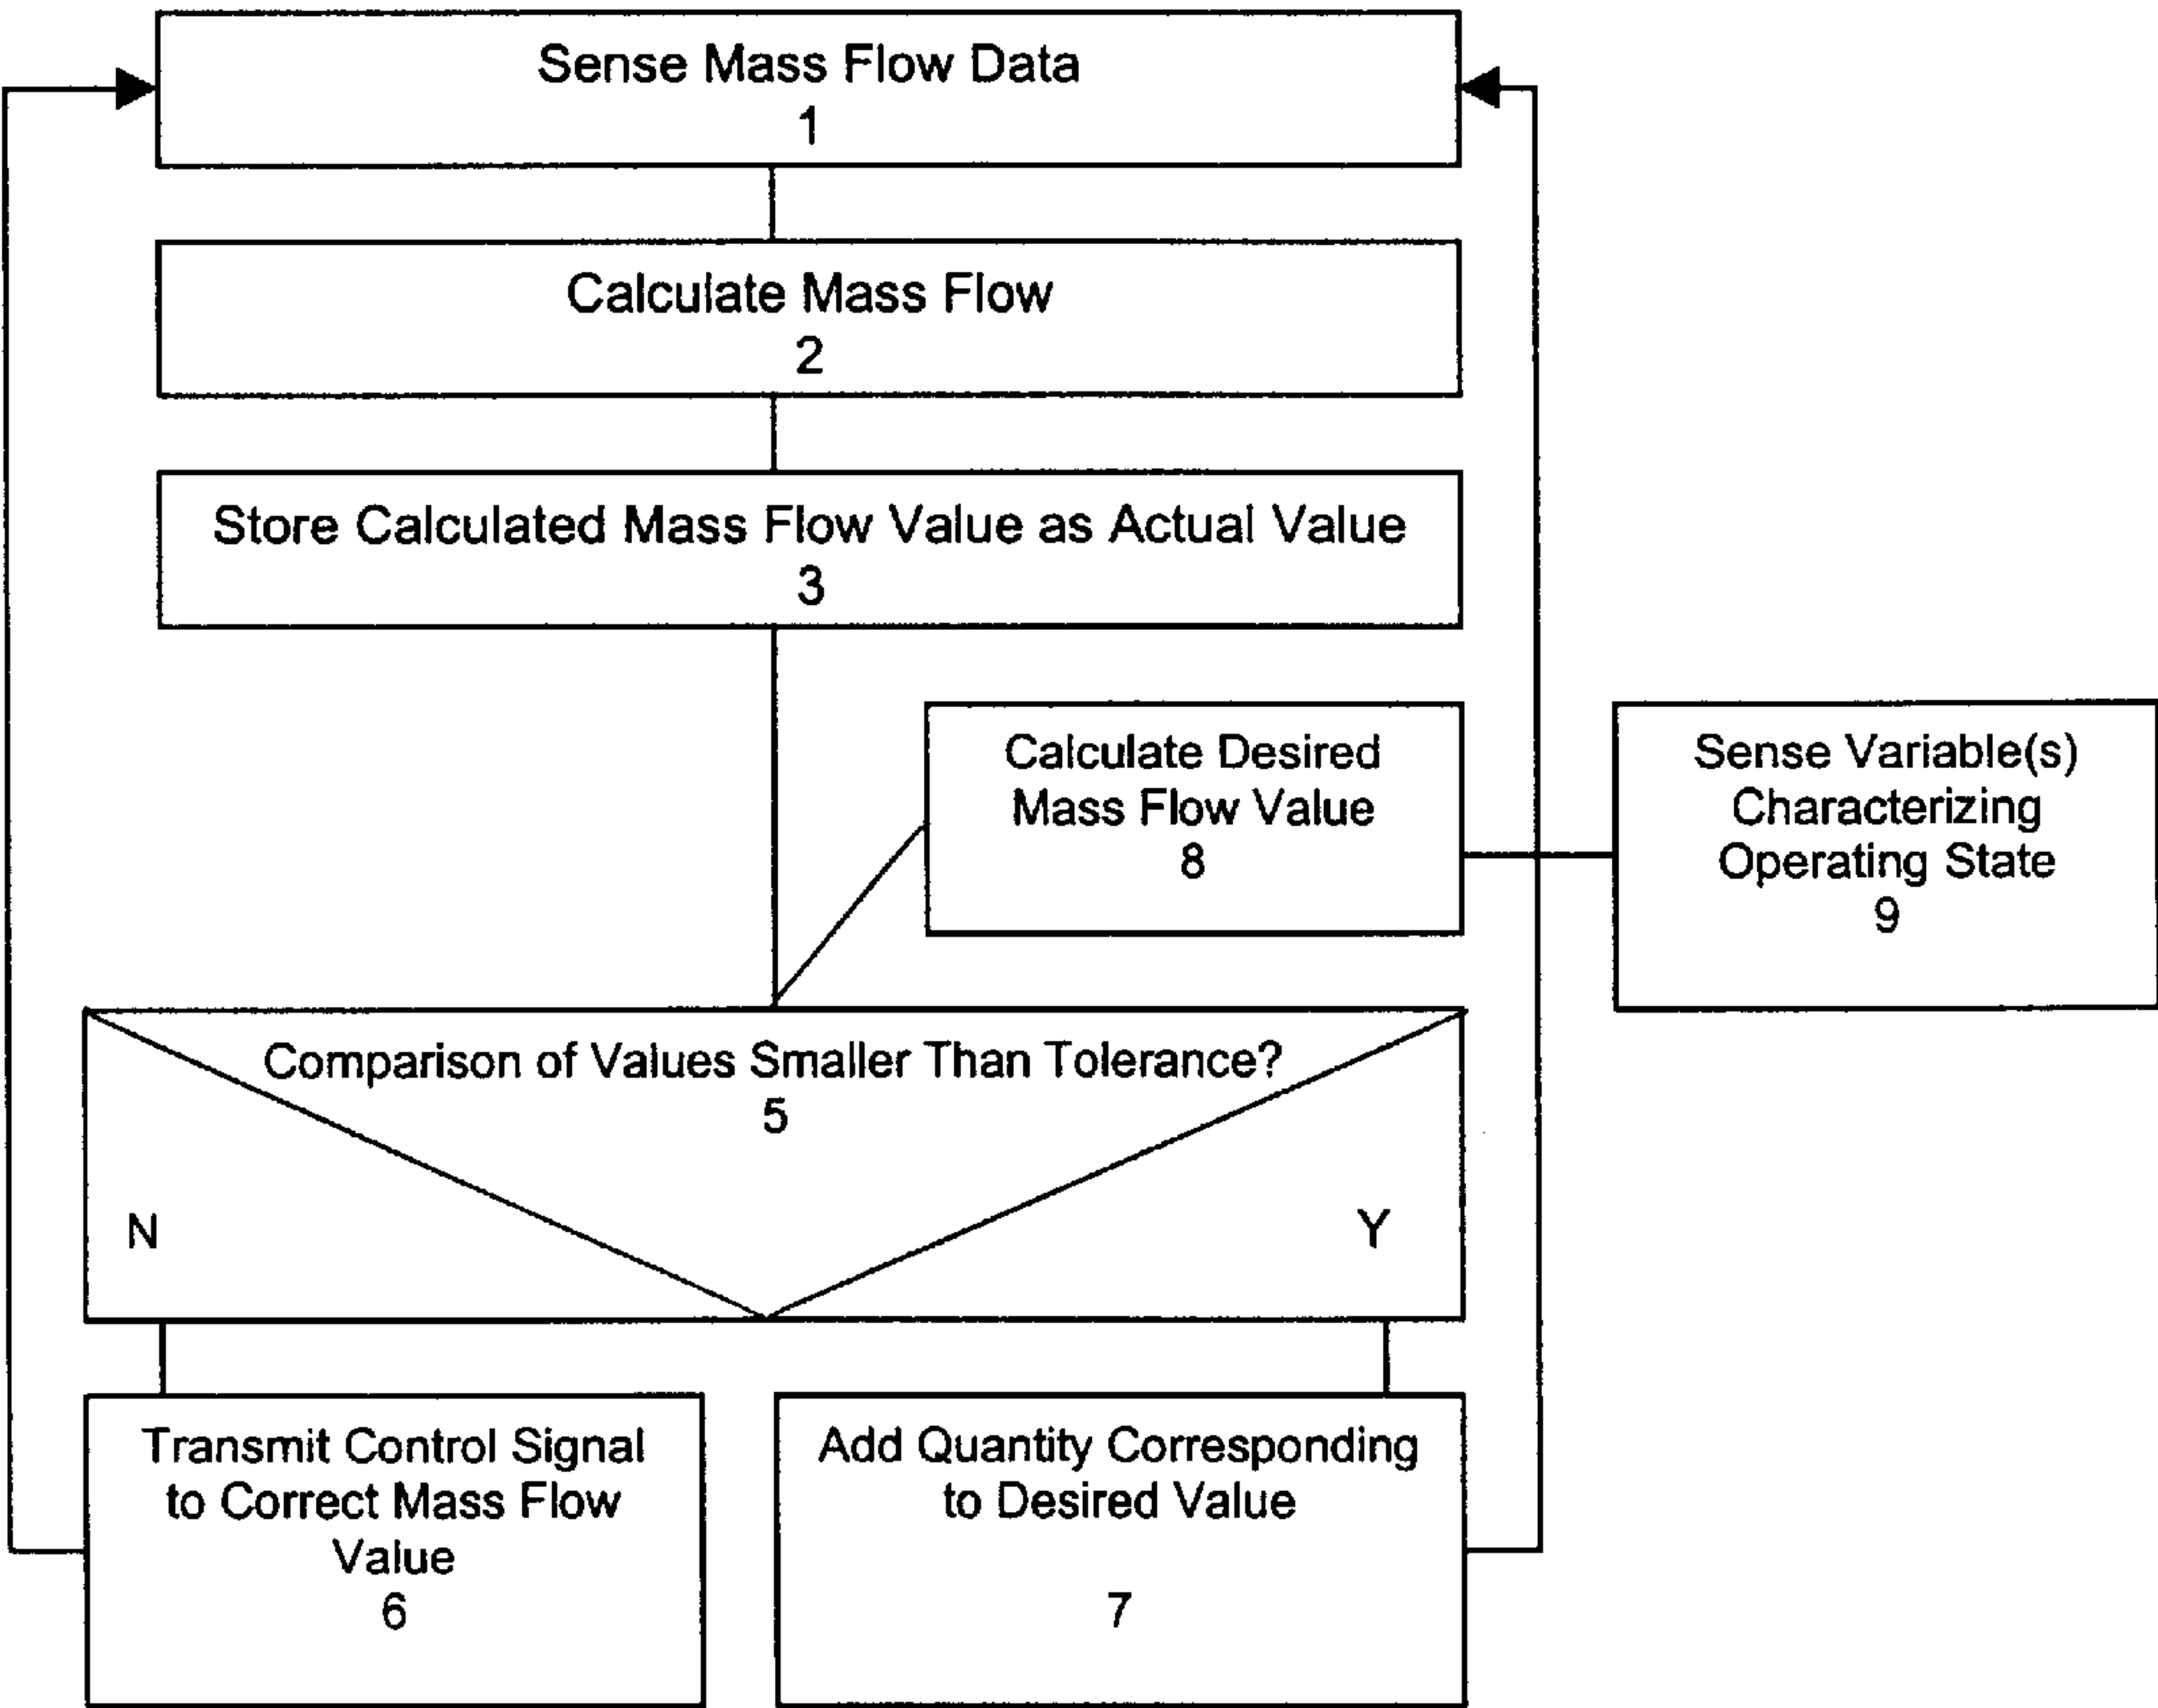 Sense Mass Flow Data
1
Calculate Mass Flow
2
Store Calculated Mass Flow Value as Actual Value
3
Calculate Desired
Mass Flow Value
8
Sense Variable(s)
Characterizing
Operating State
9
Comparison of Values Smaller Than Tolerance?
5
N
Y
Transmit Control Signal
to Correct Mass Flow
Value
6
Add Quantity Corresponding
to Desired Value
7